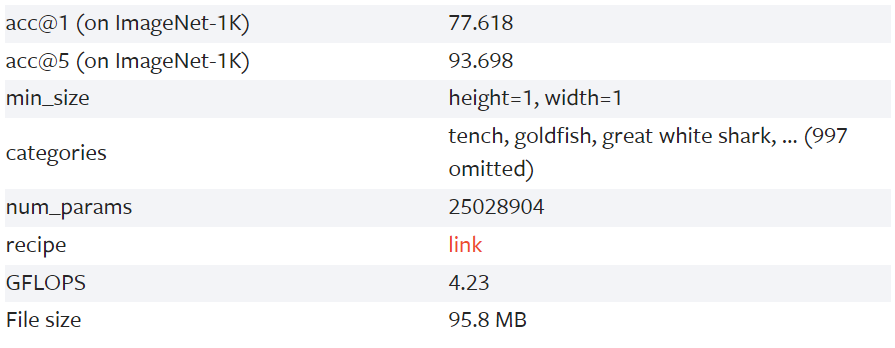 acc@1 (on ImageNet-1K) 77.618
acc@5 (on ImageNet-1K) 93.698
min_size height=1, width=1
categories tench, goldfish, great white shark, ... (997
omitted)
num_params 25028904
recipe link
GFLOPS 4.23
File size 95.8 MB